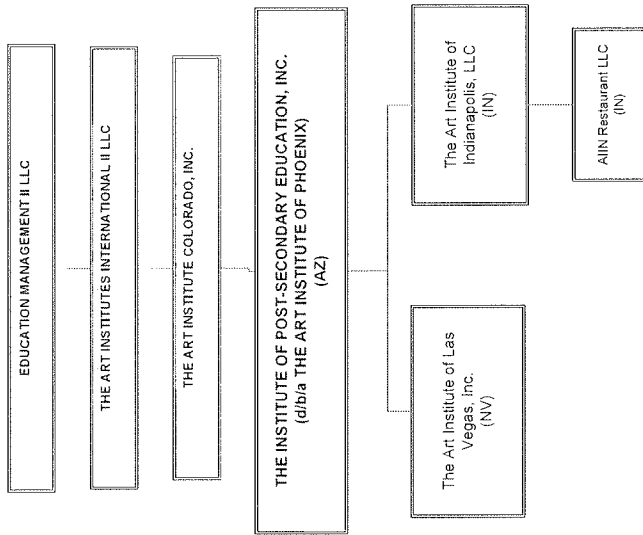 EDUCATION MANAGEMENT II LLC
THE ART INSTITUTES INTERNATIONAL II LLC
THE ART INSTITUTE COLORADO, INC.
THE INSTITUTE OF POST-SECONDARY EDUCATION, INC.
(d/b/a THE ART INSTITUTE OF PHOENIX)
(AZ)
The Art Institute of Las
Vegas, Inc.
(NV)
The Art Institute of
Indianapolis, LLC
(IN)
AIIN Restaurant LLC
(IN)